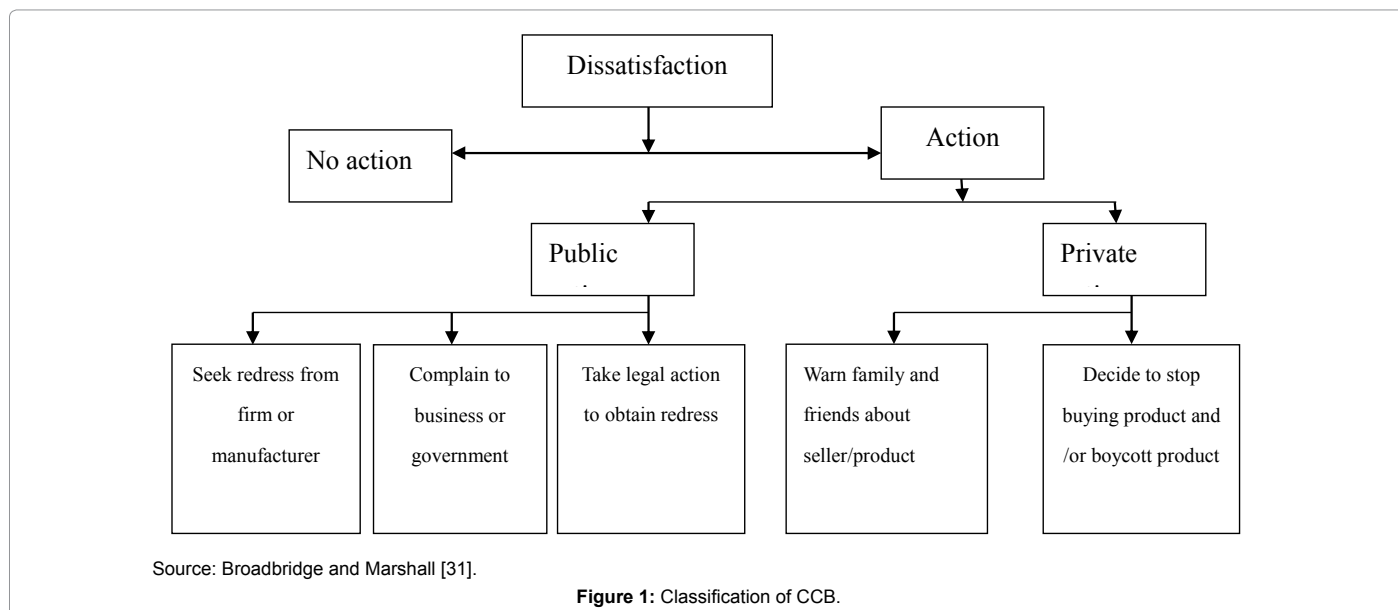 Dissatisfaction
No action
Action
Public
Private
Seek redress from
firm or
manufacturer
Complain to
business or
government
Take legal action
to obtain redress
Warn family and
friends about
seller/product
Decide to stop
buying product and
/or boycott product
Source: Broadbridge and Marshall [31].
Figure 1: Classification of CCB.